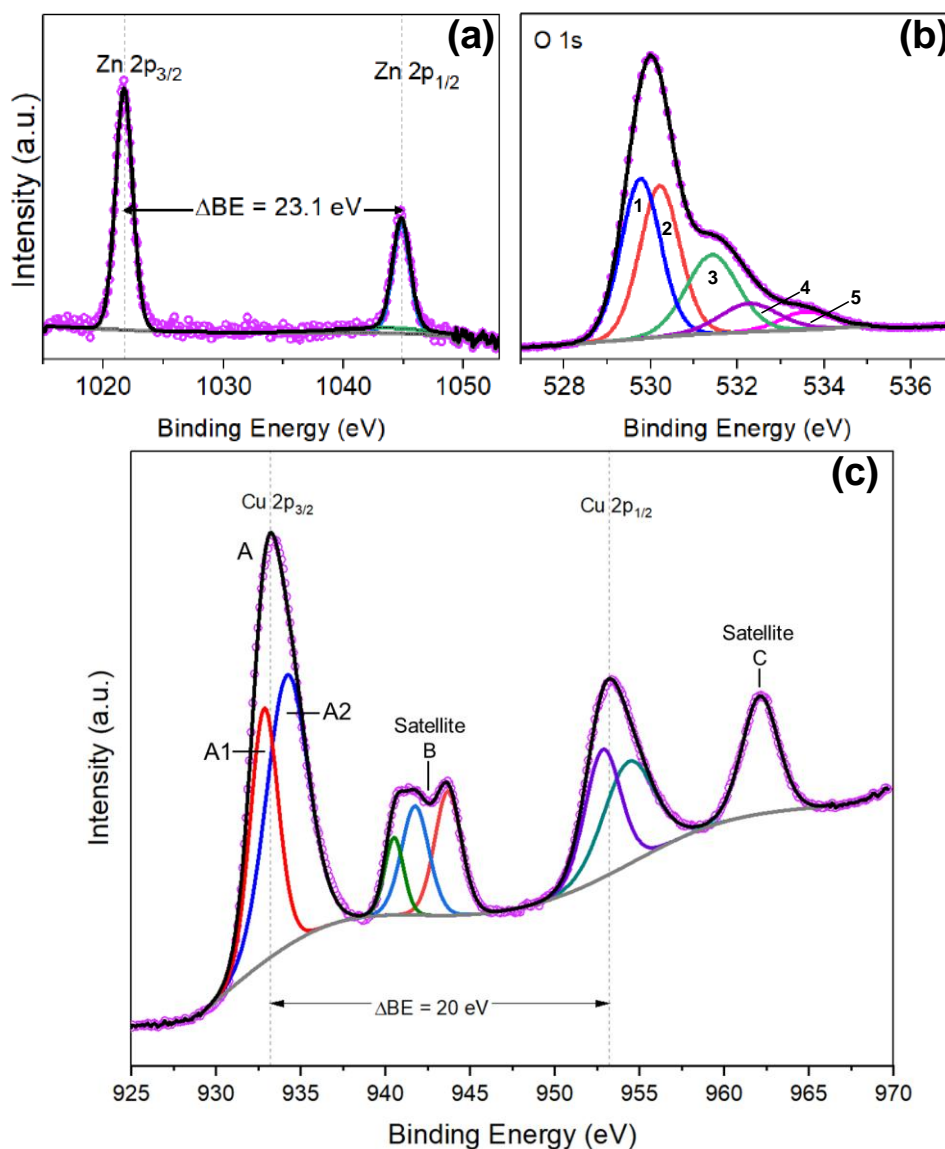 (a)
Zn 2p3/2
Zn 2p1/2
ΔBE = 23.1 eV
Intensity (a.u.)
1020 1030 1040 1050
Binding Energy (eV)
(b)
O 1s
1
2
3
4
5
528 530 532 534 536
Binding Energy (eV)
(c)
Cu 2p3/2
Cu 2p1/2
A
A1
A2
Satellite
B
Satellite
C
ΔBE = 20 eV
Intensity (a.u.)
925 930 935 940 945 950 955 960 965 970
Binding Energy (eV)